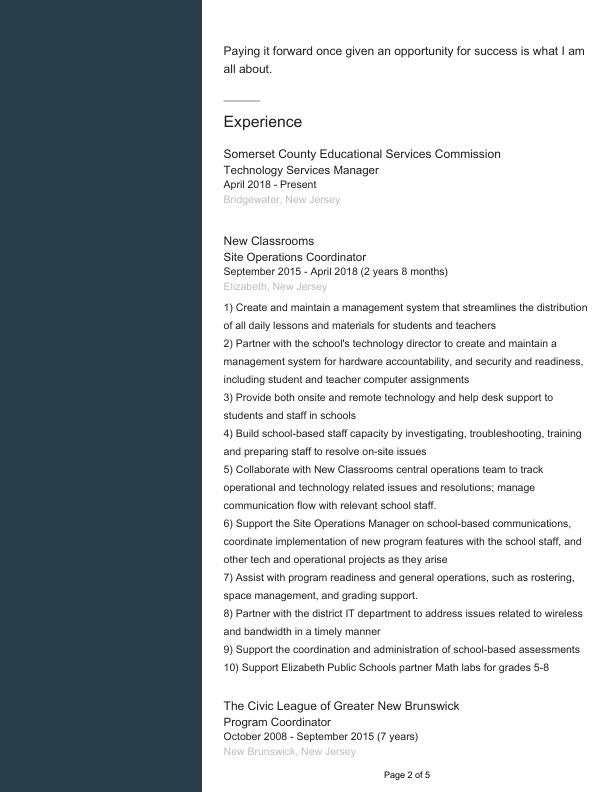 Paying it forward once given an opportunity for success is what I am
all about.
Experience
Somerset County Educational Services Commission
Technology Services Manager
April 2018 - Present
Bridgewater, New Jersey
New Classrooms
Site Operations Coordinator
September 2015 - April 2018 (2 years 8 months)
Elizabeth, New Jersey
1) Create and maintain a management system that streamlines the distribution
of all daily lessons and materials for students and teachers
2) Partner with the school's technology director to create and maintain a
management system for hardware accountability, and security and readiness,
including student and teacher computer assignments
3) Provide both onsite and remote technology and help desk support to
students and staff in schools
4) Build school-based staff capacity by investigating, troubleshooting, training
and preparing staff to resolve on-site issues
5) Collaborate with New Classrooms central operations team to track
operational and technology related issues and resolutions; manage
communication flow with relevant school staff.
6) Support the Site Operations Manager on school-based communications,
coordinate implementation of new program features with the school staff, and
other tech and operational projects as they arise
7) Assist with program readiness and general operations, such as rostering,
space management, and grading support.
8) Partner with the district IT department to address issues related to wireless
and bandwidth in a timely manner
9) Support the coordination and administration of school-based assessments
10) Support Elizabeth Public Schools partner Math labs for grades 5-8
The Civic League of Greater New Brunswick
Program Coordinator
October 2008 - September 2015 (7 years)
New Brunswick, New Jersey
Page 2 of 5